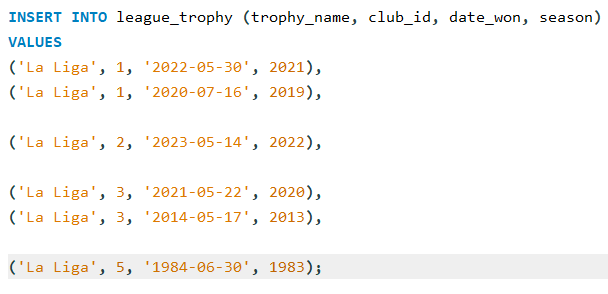 INSERT INTO league_trophy (trophy_name, club_id, date_won, season)
VALUES
('La Liga', 1, '2022-05-30', 2021),
('La Liga', 1, '2020-07-16', 2019),
('La Liga', 2, '2023-05-14', 2022),
('La Liga', 3, '2021-05-22', 2020),
('La Liga', 3, '2014-05-17', 2013),
('La Liga', 5, '1984-06-30', 1983);